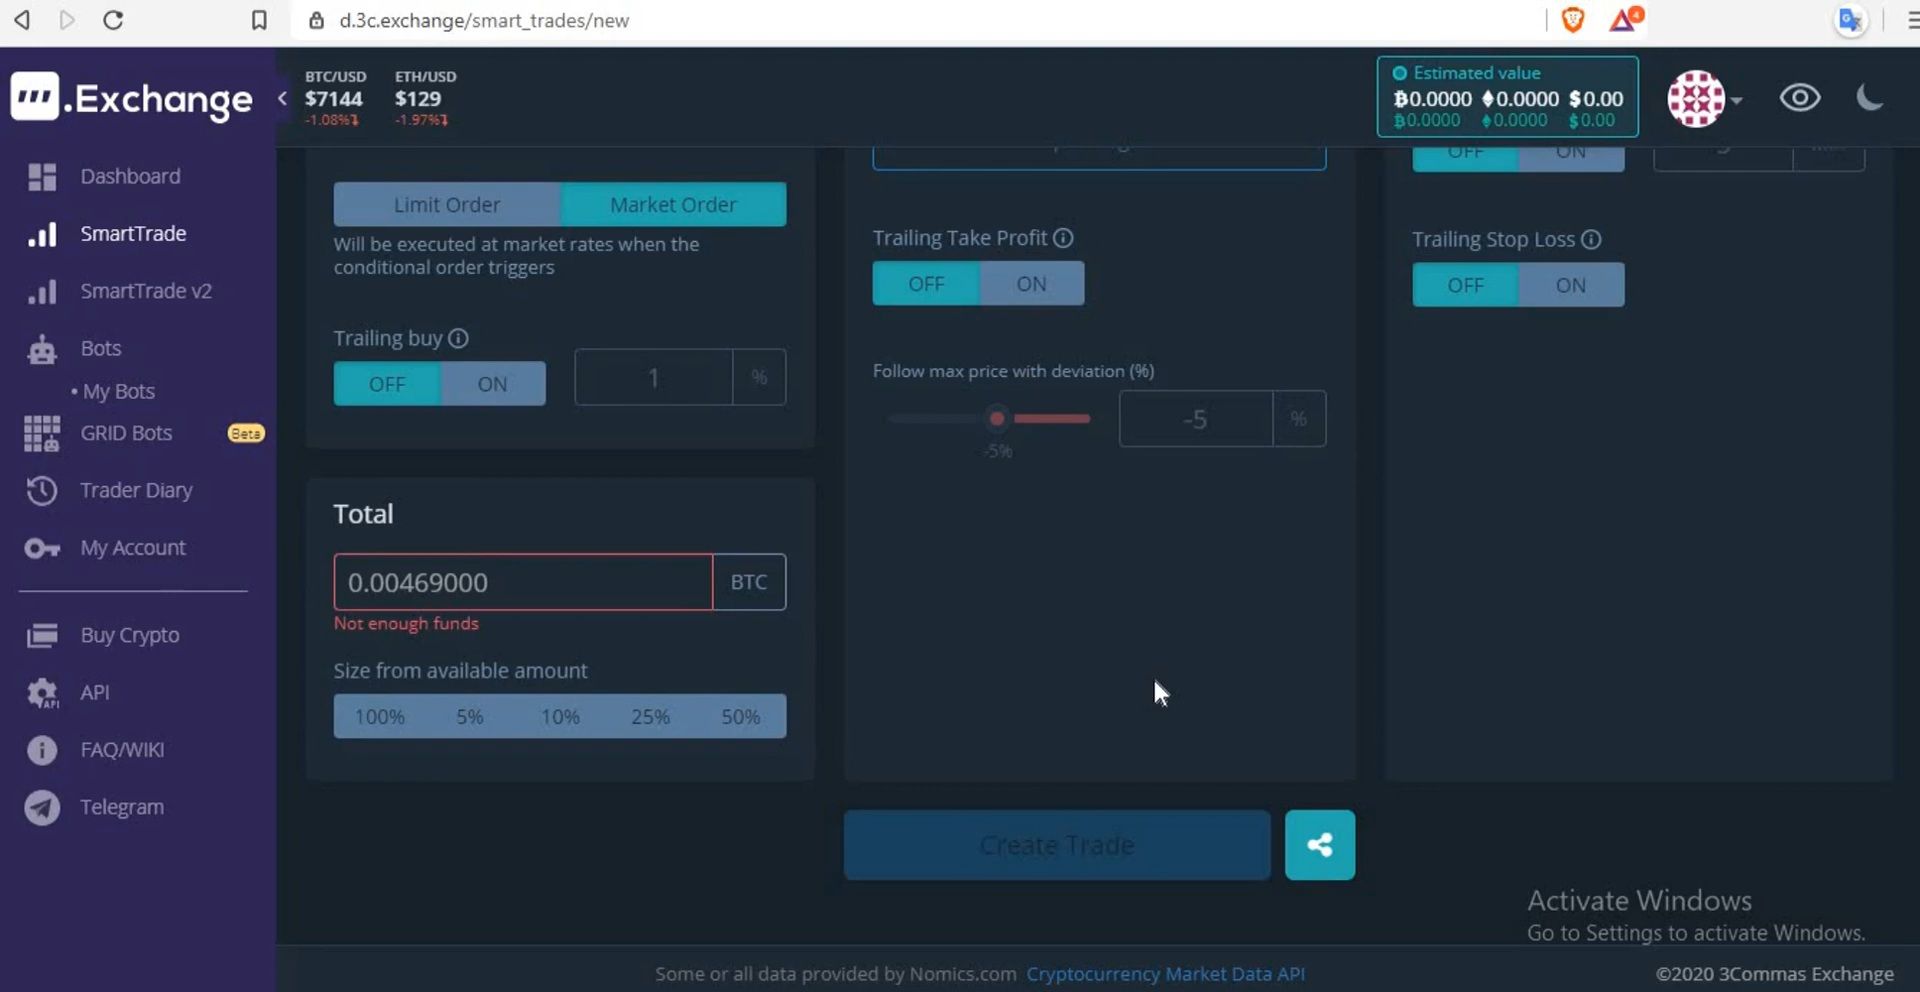 d.3c.exchange/smart_trades/new
4
.Exchange
BTC/USD
$7144
-1.08%
ETH/USD
$129
-1.97%
Estimated value
₿0.0000 0.0000 $0.00
₿0.0000 0.0000 $0.00
Dashboard
SmartTrade
SmartTrade v2
Bots
• My Bots
GRID Bots Beta
Trader Diary
My Account
Buy Crypto
API
FAQ/WIKI
Telegram
Limit Order Market Order
Will be executed at market rates when the
conditional order triggers
Trailing buy
OFF ON 1 %
Total
0.00469000 BTC
Not enough funds
Size from available amount
100% 5% 10% 25% 50%
Trailing Take Profit
OFF ON
Follow max price with deviation (%)
-5 %
-5%
OFF ON
Trailing Stop Loss
OFF ON
Create Trade
Activate Windows
Go to Settings to activate Windows.
Some or all data provided by Nomics.com Cryptocurrency Market Data API
©2020 3Commas Exchange